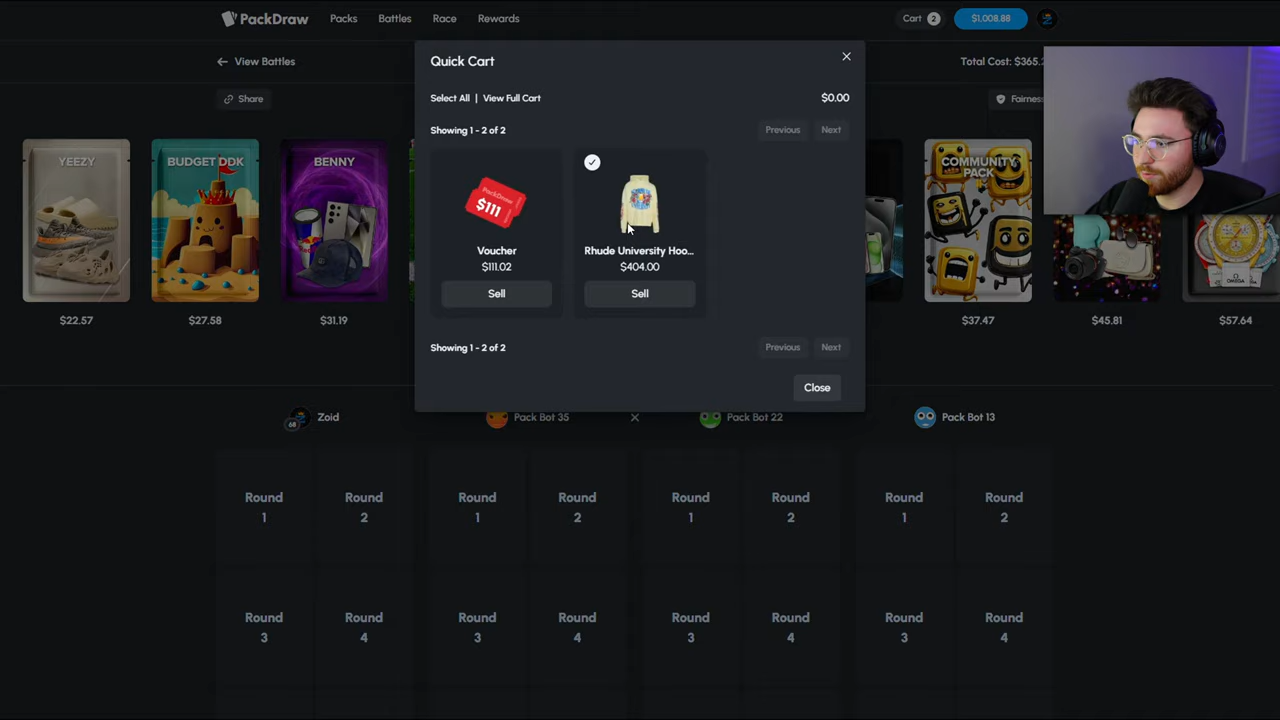 PackDraw
Packs
Battles
Race
Rewards
Cart 2
$1,008.88
View Battles
Total Cost: $365.
Share
Fairness
Quick Cart
Select All | View Full Cart
$0.00
Showing 1 - 2 of 2
Previous
Next
PackDraw
$111
Voucher
$111.02
Sell
Rhude University Hoo...
$404.00
Sell
Showing 1 - 2 of 2
Previous
Next
Close
YEEZY
$22.57
BUDGET DDK
$27.58
BENNY
$31.19
COMMUNITY
PACK
$37.47
$45.81
OMEGA
$57.64
68
Zoid
Pack Bot 35
Pack Bot 22
Pack Bot 13
Round
1
Round
2
Round
1
Round
2
Round
1
Round
2
Round
1
Round
2
Round
3
Round
4
Round
3
Round
4
Round
3
Round
4
Round
3
Round
4